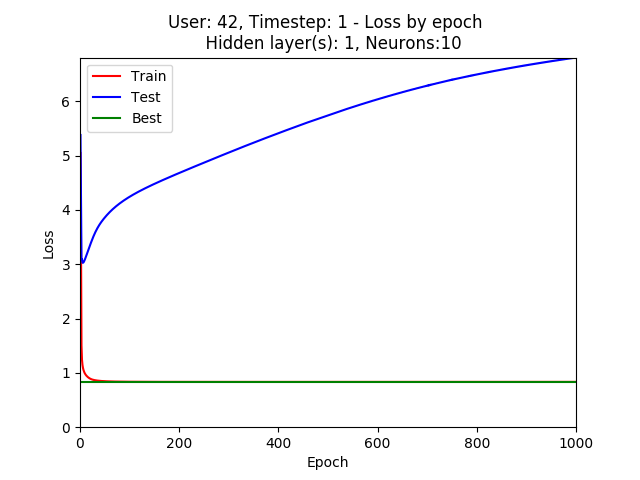 User: 42, Timestep: 1 - Loss by epoch
Hidden layer(s): 1, Neurons:10
Train
Test
Best
6
5
4
3
2
1
0
Loss
0 200 400 600 800 1000
Epoch